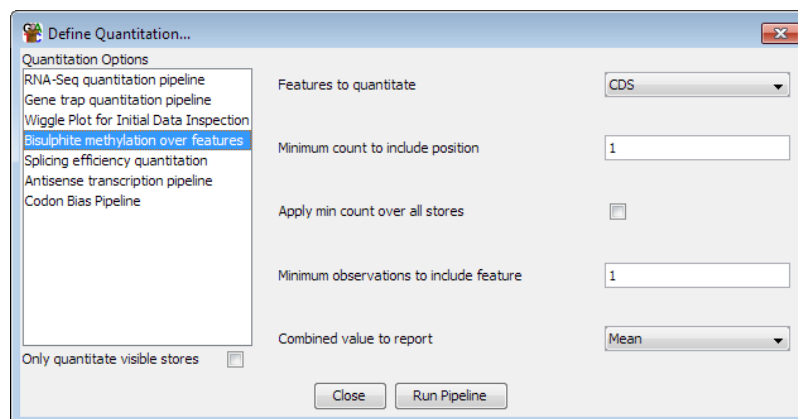 Define Quantitation...
Quantitation Options
RNA-Seq quantitation pipeline
Gene trap quantitation pipeline
Wiggle Plot for Initial Data Inspection
Bisulphite methylation over features
Splicing efficiency quantitation
Antisense transcription pipeline
Codon Bias Pipeline
Only quantitate visible stores
Features to quantitate CDS
Minimum count to include position 1
Apply min count over all stores
Minimum observations to include feature 1
Combined value to report Mean
Close Run Pipeline